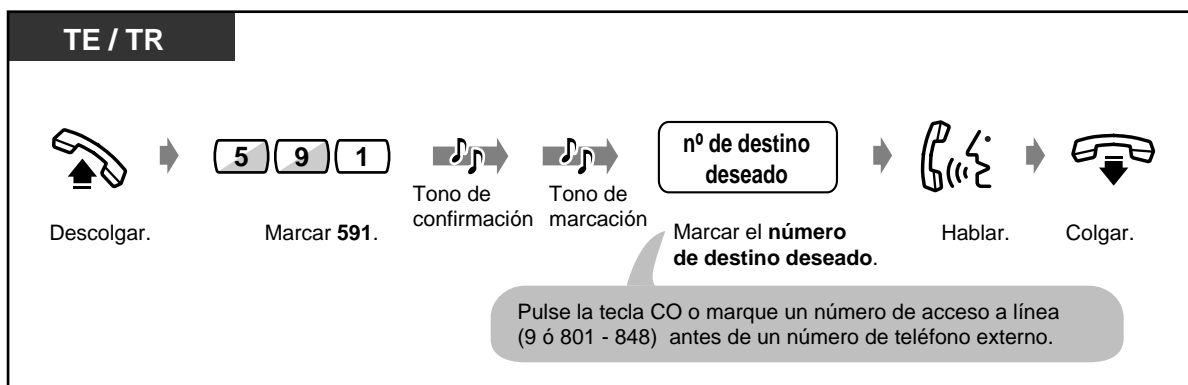 TE / TR
5 9 1
nº de destino
deseado
Tono de
confirmación
Tono de
marcación
Descolgar.
Marcar 591.
Marcar el número
de destino deseado.
Hablar.
Colgar.
Pulse la tecla CO o marque un número de acceso a línea
(9 ó 801 - 848) antes de un número de teléfono externo.